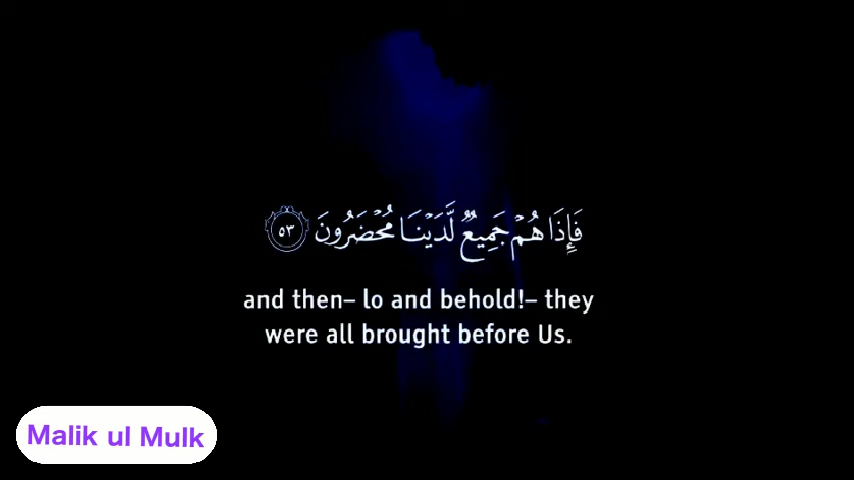 فَإِذَا هُمْ جَمِيعٌ لَّدَيْنَا مُحْضَرُونَ ٥٣
and then– lo and behold!– they
were all brought before Us.
Malik ul Mulk